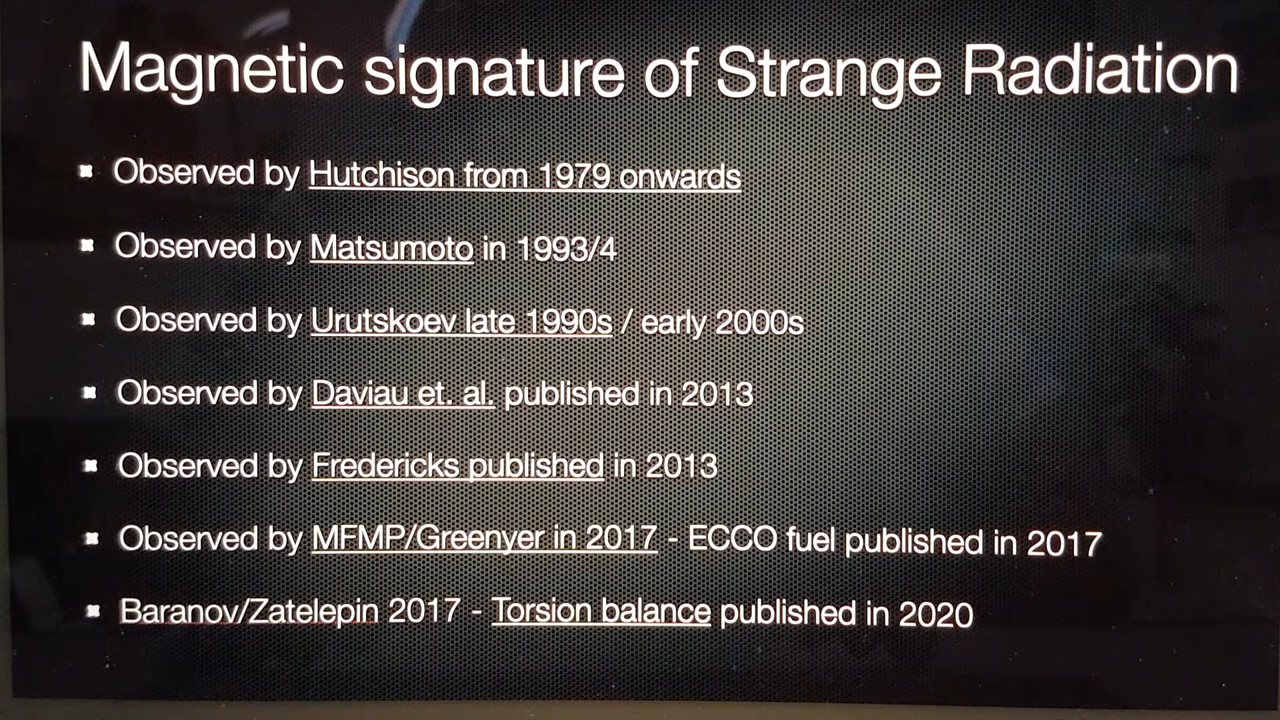 Magnetic signature of Strange Radiation
Observed by Hutchison from 1979 onwards
Observed by Matsumoto in 1993/4
Observed by Urutskoev late 1990s / early 2000s
Observed by Daviau et. al. published in 2013
Observed by Fredericks published in 2013
Observed by MFMP/Greenyer in 2017 - ECCO fuel published in 2017
Baranov/Zatelepin 2017 - Torsion balance published in 2020